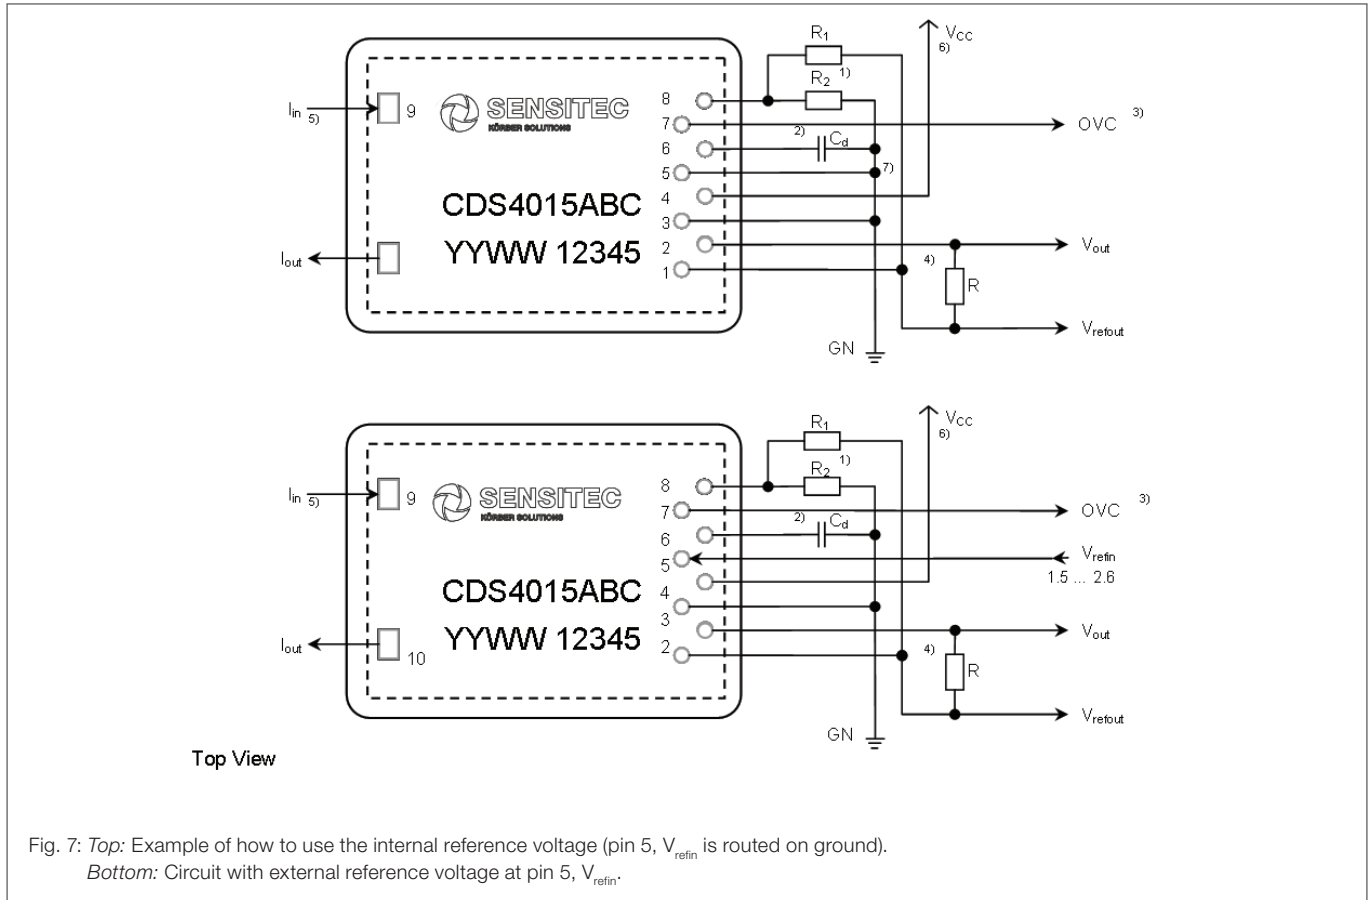 R1
VCC
6)
1)
R2
Iin 5)
9
SENSITEC
KÖRBER SOLUTIONS
8
7
OVC 3)
2)
Cd
6
5
7)
CDS4015ABC
4
3
YYWW 12345
2
Vout
Iout
1
4)
R
Vrefout
GN
R1
VCC
6)
1)
R2
Iin 5)
9
SENSITEC
KÖRBER SOLUTIONS
8
7
OVC 3)
2)
Cd
6
Vrefin
5
1.5 ... 2.6
CDS4015ABC
4
3
YYWW 12345
2
Vout
Iout
10
4)
R
Vrefout
GN
Top View
Fig. 7: Top: Example of how to use the internal reference voltage (pin 5, Vrefin is routed on ground).
Bottom: Circuit with external reference voltage at pin 5, Vrefin.